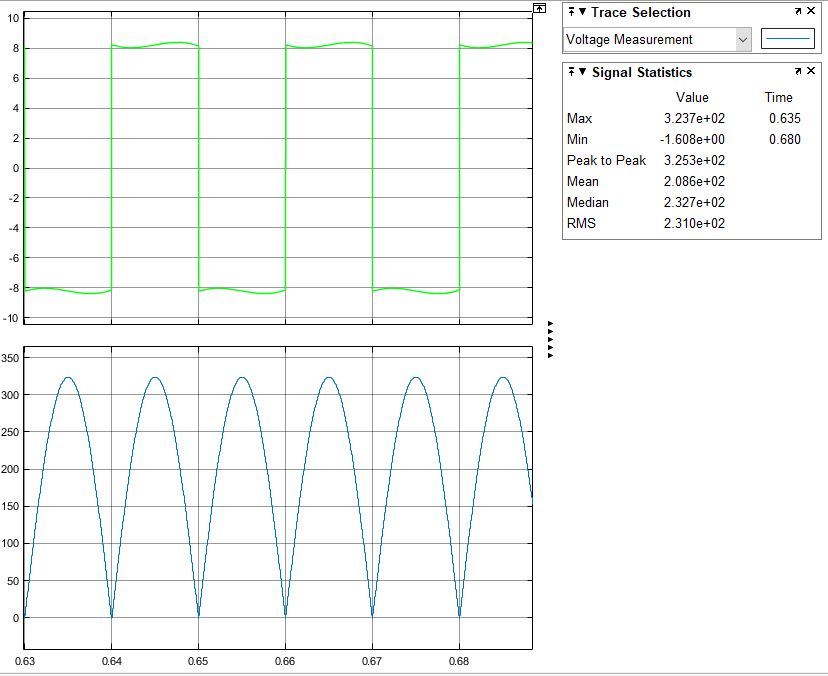 10
8
6
4
2
0
-2
-4
-6
-8
-10
350
300
250
200
150
100
50
0
0.63 0.64 0.65 0.66 0.67 0.68
Trace Selection
Voltage Measurement
Signal Statistics
Value Time
Max 3.237e+02 0.635
Min -1.608e+00 0.680
Peak to Peak 3.253e+02
Mean 2.086e+02
Median 2.327e+02
RMS 2.310e+02